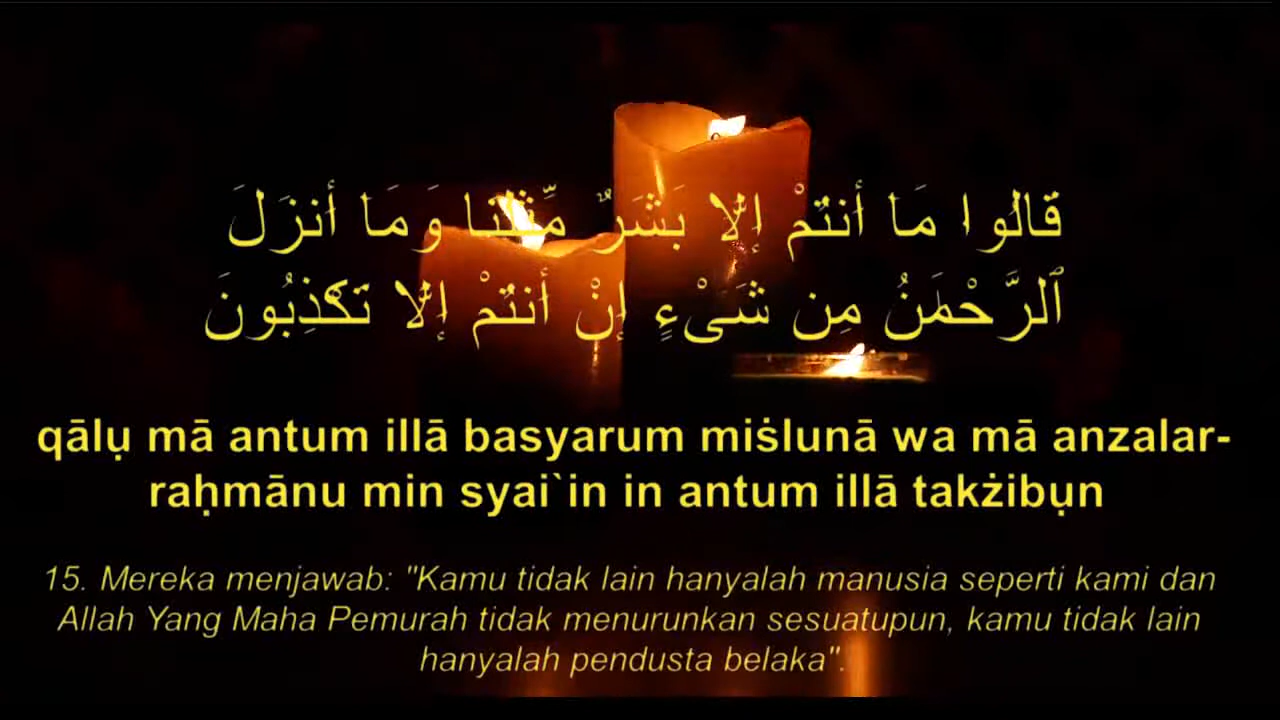 قَالُوا۟ مَآ أَنتُمْ إِلَّا بَشَرٌ مِّثْلُنَا وَمَآ أَنزَلَ
ٱلرَّحْمَٰنُ مِن شَىْءٍ إِنْ أَنتُمْ إِلَّا تَكْذِبُونَ
qālụ mā antum illā basyarum miṡlunā wa mā anzalar-
raḥmānu min syai`in in antum illā takżibụn
15. Mereka menjawab: "Kamu tidak lain hanyalah manusia seperti kami dan
Allah Yang Maha Pemurah tidak menurunkan sesuatupun, kamu tidak lain
hanyalah pendusta belaka".